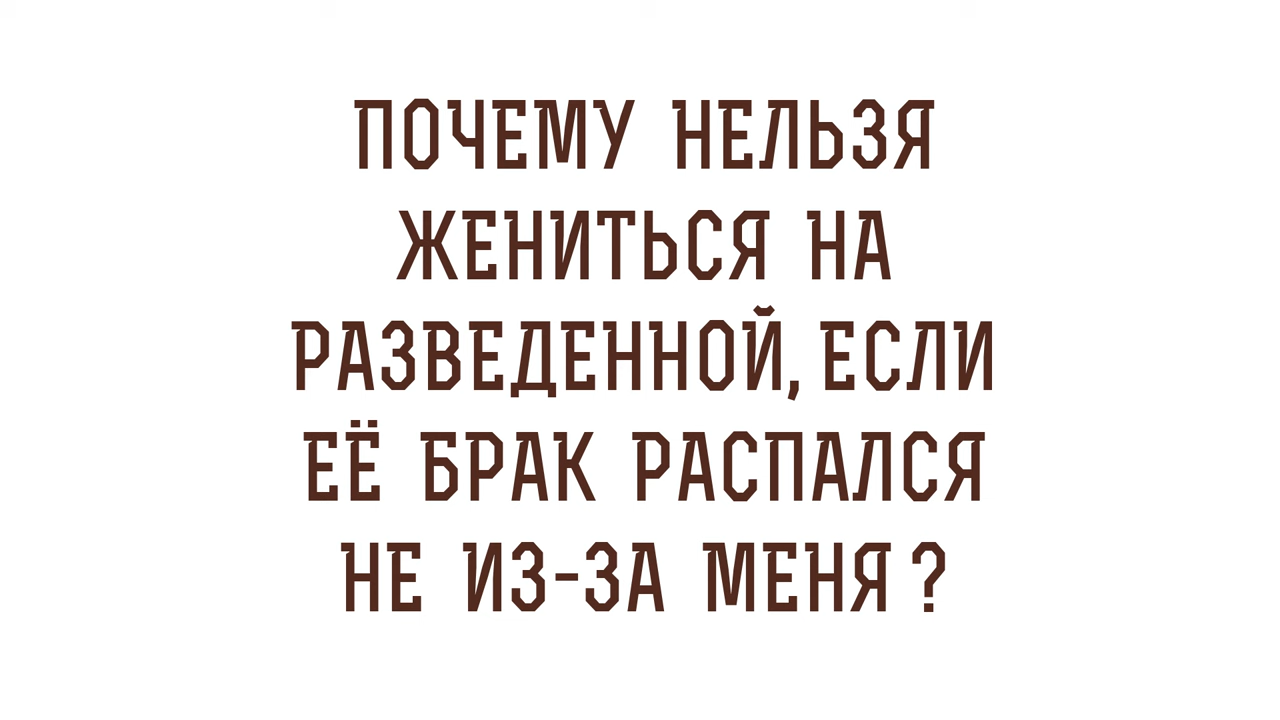 ПОЧЕМУ НЕЛЬЗЯ
ЖЕНИТЬСЯ НА
РАЗВЕДЕННОЙ, ЕСЛИ
ЕЁ БРАК РАСПАЛСЯ
НЕ ИЗ-ЗА МЕНЯ?